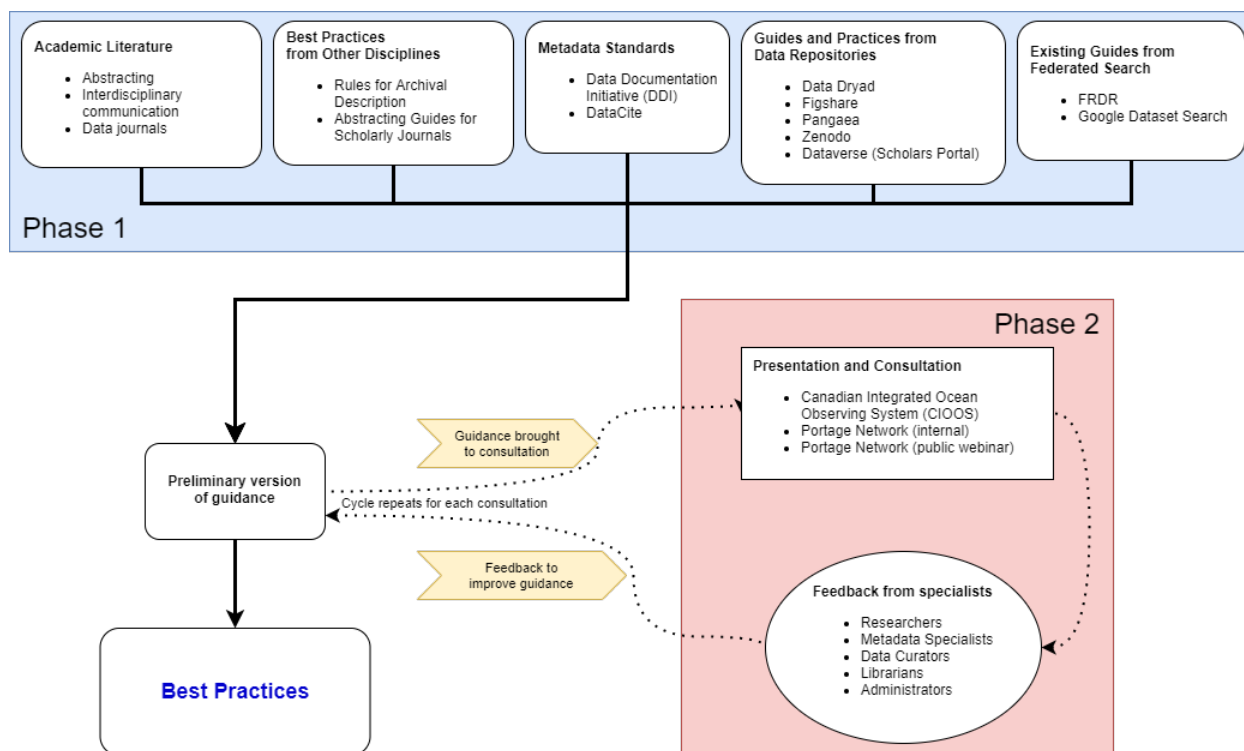 Academic Literature
Abstracting
Interdisciplinary
communication
Data journals
Best Practices
from Other Disciplines
Rules for Archival
Description
Abstracting Guides for
Scholarly Journals
Metadata Standards
Data Documentation
Initiative (DDI)
DataCite
Guides and Practices from
Data Repositories
Data Dryad
Figshare
Pangaea
Zenodo
Dataverse (Scholars Portal)
Existing Guides from
Federated Search
FRDR
Google Dataset Search
Phase 1
Phase 2
Presentation and Consultation
Canadian Integrated Ocean
Observing System (CIOOS)
Portage Network (internal)
Portage Network (public webinar)
Guidance brought
to consultation
Preliminary version
of guidance
Cycle repeats for each consultation
Feedback to
improve guidance
Feedback from specialists
Researchers
Metadata Specialists
Data Curators
Librarians
Administrators
Best Practices